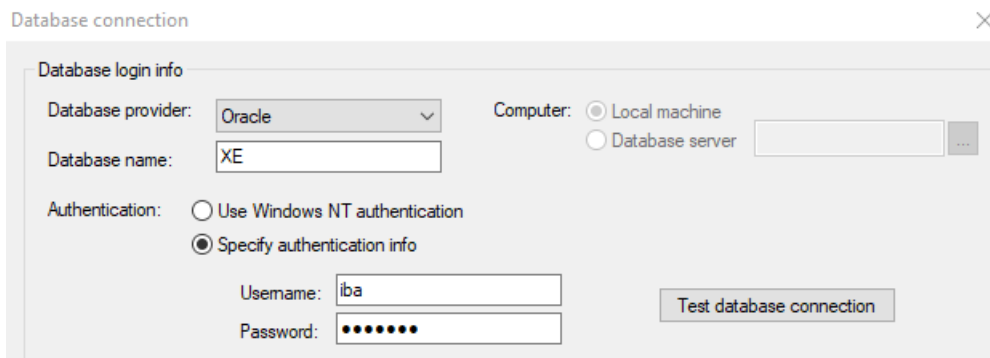 Database connection
Database login info
Database provider: Oracle Computer: Local machine
Database server ...
Database name: XE
Authentication: Use Windows NT authentication
Specify authentication info
Username: iba
Test database connection
Password: •••••••